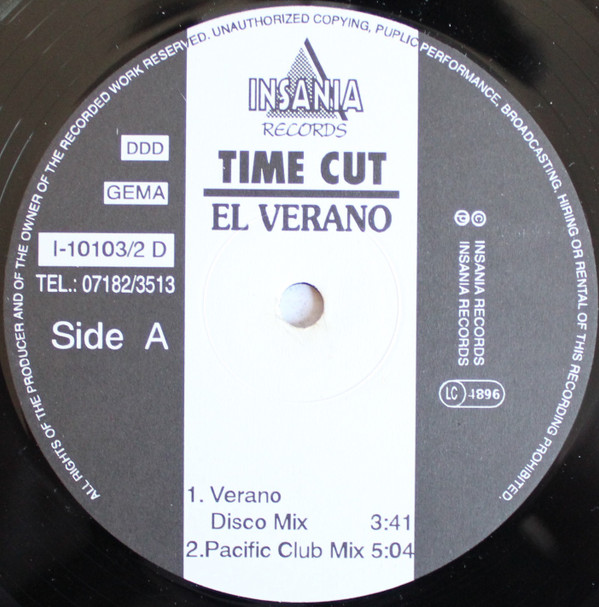 ALL RIGHTS OF THE PRODUCER AND OF THE OWNER OF THE RECORDED WORK RESERVED. UNAUTHORIZED COPYING, PUPLIC PERFORMANCE, BROADCASTING, HIRING OR RENTAL OF THIS RECORDING PROHIBITED.
INSANIA
RECORDS
TIME CUT
EL VERANO
DDD
GEMA
I-10103/2 D
TEL.: 07182/3513
Side A
© INSANIA RECORDS
℗ INSANIA RECORDS
LC 4896
1. Verano
Disco Mix 3:41
2.Pacific Club Mix 5:04